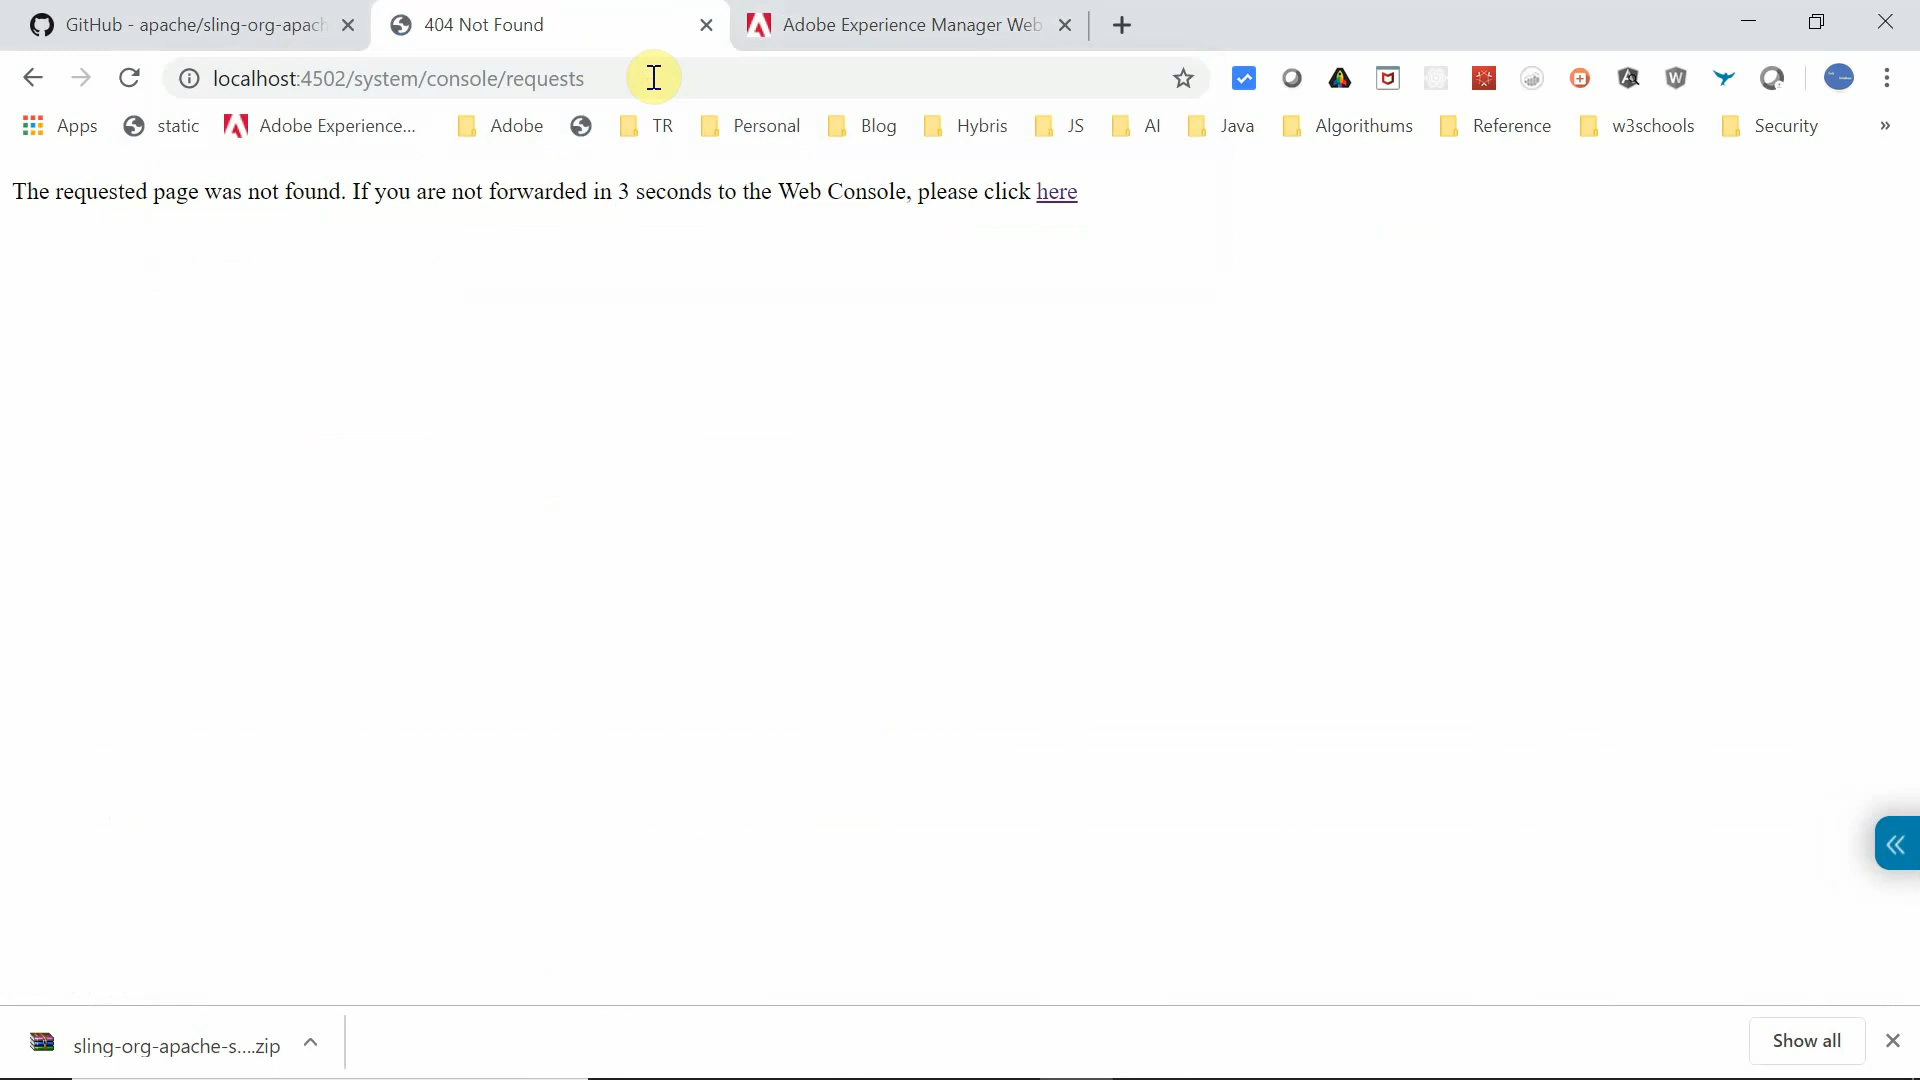 GitHub - apache/sling-org-apach
404 Not Found
Adobe Experience Manager Web
localhost:4502/system/console/requests
Apps
static
Adobe Experience...
Adobe
TR
Personal
Blog
Hybris
JS
AI
Java
Algorithums
Reference
w3schools
Security
»
The requested page was not found. If you are not forwarded in 3 seconds to the Web Console, please click here
sling-org-apache-s....zip
Show all